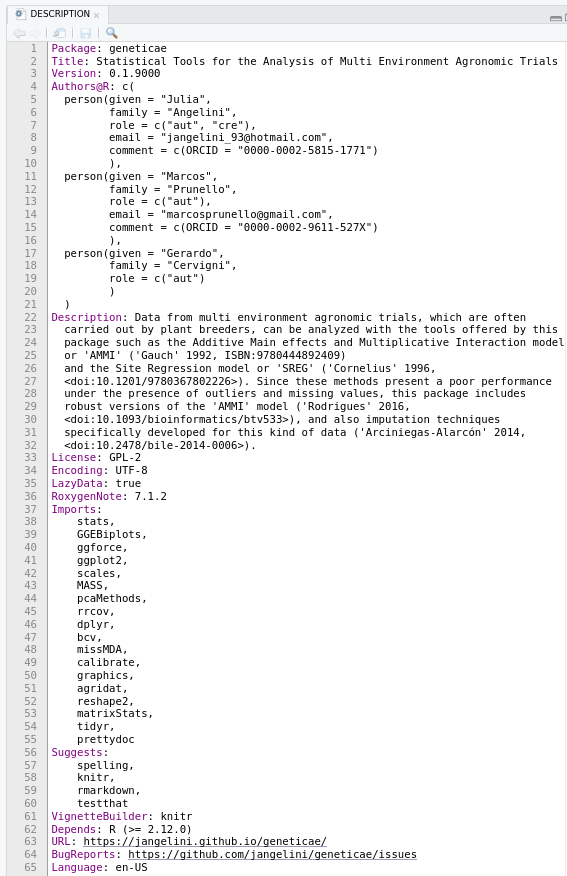 DESCRIPTION
1 Package: geneticae
2 Title: Statistical Tools for the Analysis of Multi Environment Agronomic Trials
3 Version: 0.1.9000
4 Authors@R: c(
5 person(given = "Julia",
6 family = "Angelini",
7 role = c("aut", "cre"),
8 email = "jangelini_93@hotmail.com",
9 comment = c(ORCID = "0000-0002-5815-1771")
10 ),
11 person(given = "Marcos",
12 family = "Prunello",
13 role = c("aut"),
14 email = "marcosprunello@gmail.com",
15 comment = c(ORCID = "0000-0002-9611-527X")
16 ),
17 person(given = "Gerardo",
18 family = "Cervigni",
19 role = c("aut")
20 )
21 )
22 Description: Data from multi environment agronomic trials, which are often
23 carried out by plant breeders, can be analyzed with the tools offered by this
24 package such as the Additive Main effects and Multiplicative Interaction model
25 or 'AMMI' ('Gauch' 1992, ISBN:9780444892409)
26 and the Site Regression model or 'SREG' ('Cornelius' 1996,
27 <doi:10.1201/9780367802226>). Since these methods present a poor performance
28 under the presence of outliers and missing values, this package includes
29 robust versions of the 'AMMI' model ('Rodrigues' 2016,
30 <doi:10.1093/bioinformatics/btv533>), and also imputation techniques
31 specifically developed for this kind of data ('Arciniegas-Alarcón' 2014,
32 <doi:10.2478/bile-2014-0006>).
33 License: GPL-2
34 Encoding: UTF-8
35 LazyData: true
36 RoxygenNote: 7.1.2
37 Imports:
38 stats,
39 GGEBiplots,
40 ggforce,
41 ggplot2,
42 scales,
43 MASS,
44 pcaMethods,
45 rrcov,
46 dplyr,
47 bcv,
48 missMDA,
49 calibrate,
50 graphics,
51 agridat,
52 reshape2,
53 matrixStats,
54 tidyr,
55 prettydoc
56 Suggests:
57 spelling,
58 knitr,
59 rmarkdown,
60 testthat
61 VignetteBuilder: knitr
62 Depends: R (>= 2.12.0)
63 URL: https://jangelini.github.io/geneticae/
64 BugReports: https://github.com/jangelini/geneticae/issues
65 Language: en-US